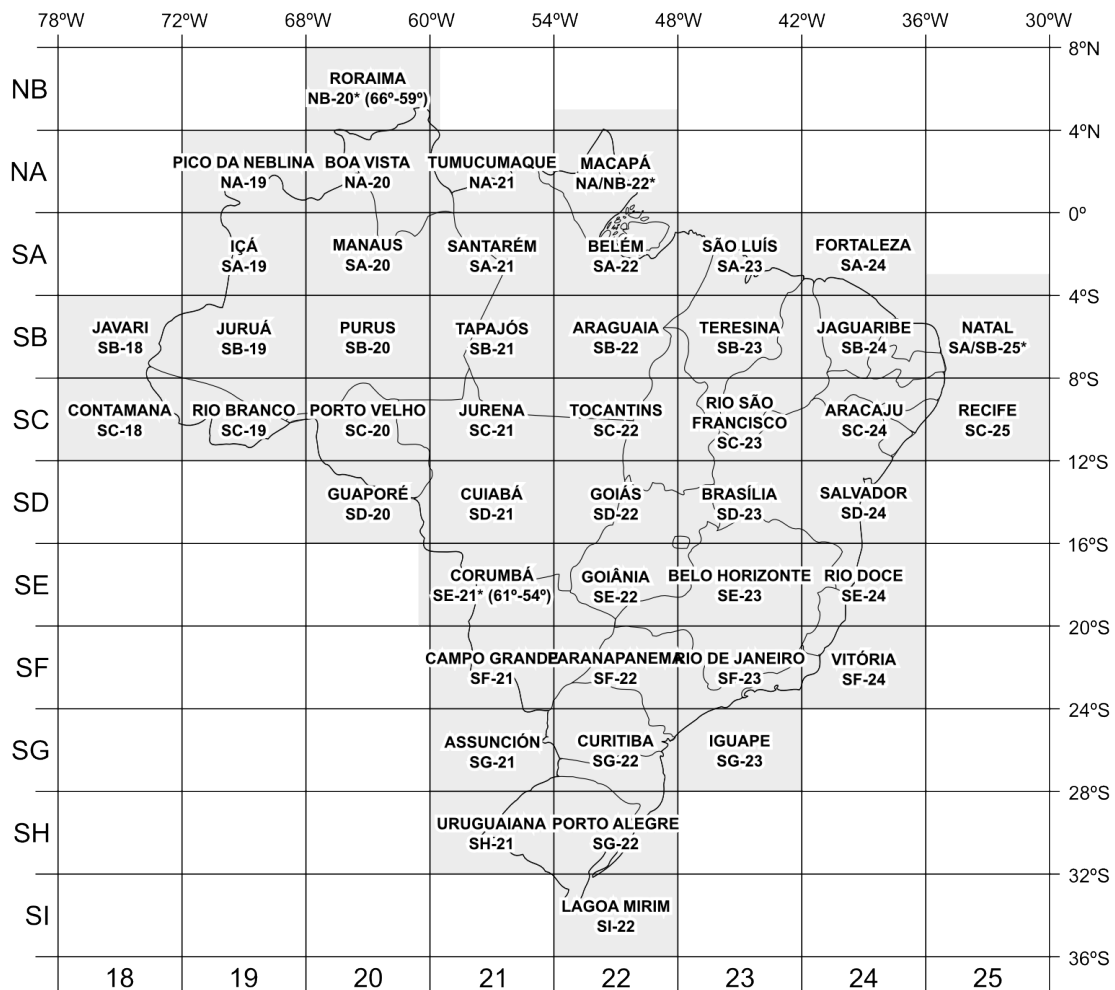 78ºW 72ºW 68ºW 60ºW 54ºW 48ºW 42ºW 36ºW 30ºW
8ºN
NB
RORAIMA
NB-20* (66º-59º)
4ºN
NA
PICO DA NEBLINA BOA VISTA TUMUCUMAQUE MACAPÁ
NA-19 NA-20 NA-21 NA/NB-22*
0º
SA
IÇÁ MANAUS SANTARÉM BELÉM SÃO LUÍS FORTALEZA
SA-19 SA-20 SA-21 SA-22 SA-23 SA-24
4ºS
SB
JAVARI JURUÁ PURUS TAPAJÓS ARAGUAIA TERESINA JAGUARIBE NATAL
SB-18 SB-19 SB-20 SB-21 SB-22 SB-23 SB-24 SA/SB-25*
8ºS
SC
CONTAMANA RIO BRANCO PORTO VELHO JURENA TOCANTINS RIO SÃO FRANCISCO ARACAJU RECIFE
SC-18 SC-19 SC-20 SC-21 SC-22 SC-23 SC-24 SC-25
12ºS
SD
GUAPORÉ CUIABÁ GOIÁS BRASÍLIA SALVADOR
SD-20 SD-21 SD-22 SD-23 SD-24
16ºS
SE
CORUMBÁ GOIÂNIA BELO HORIZONTE RIO DOCE
SE-21* (61º-54º) SE-22 SE-23 SE-24
20ºS
SF
CAMPO GRANDE PARANAPANEMA RIO DE JANEIRO VITÓRIA
SF-21 SF-22 SF-23 SF-24
24ºS
SG
ASSUNCIÓN CURITIBA IGUAPE
SG-21 SG-22 SG-23
28ºS
SH
URUGUAIANA PORTO ALEGRE
SH-21 SG-22
32ºS
SI
LAGOA MIRIM
SI-22
36ºS
18 19 20 21 22 23 24 25